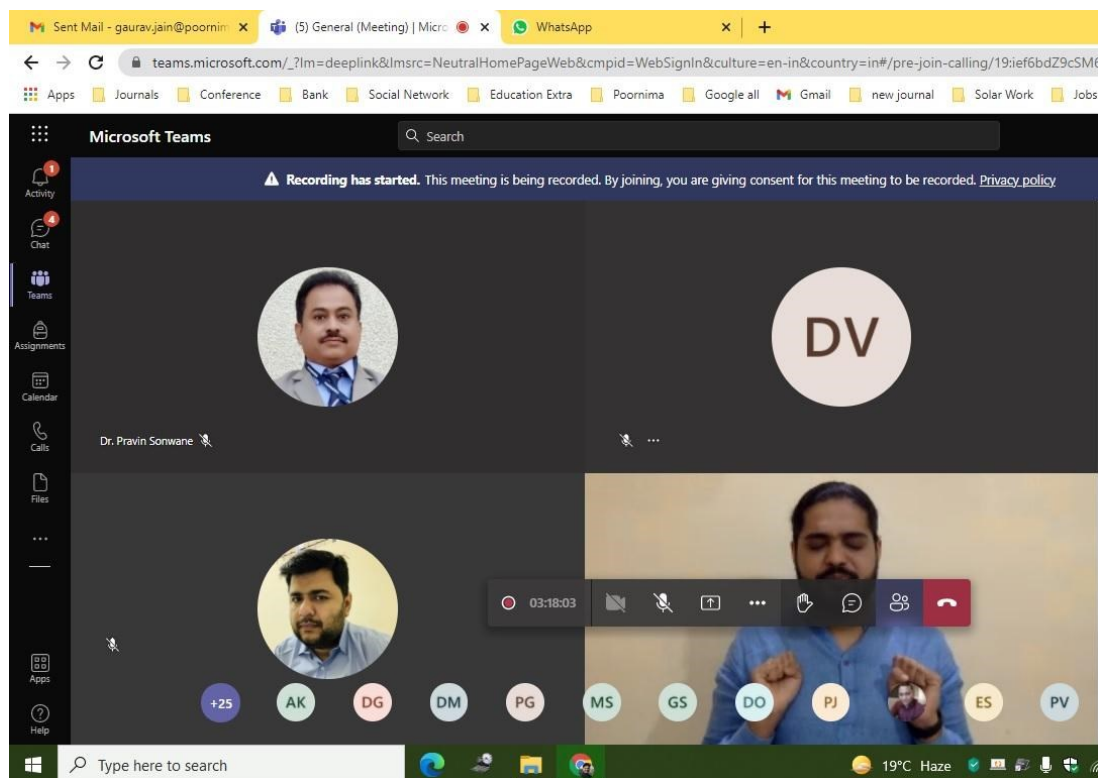 Sent Mail - gaurav.jain@poornim
(5) General (Meeting) | Micro
WhatsApp
teams.microsoft.com/_?lm=deeplink&lmsrc=NeutralHomePageWeb&cmpid=WebSignIn&culture=en-in&country=in#/pre-join-calling/19:ief6bdZ9cSM6
Apps Journals Conference Bank Social Network Education Extra Poornima Google all Gmail new journal Solar Work Jobs
Microsoft Teams
Search
1
Activity
Recording has started. This meeting is being recorded. By joining, you are giving consent for this meeting to be recorded. Privacy policy
4
Chat
Teams
Assignments
Calendar
Calls
Files
DV
Dr. Pravin Sonwane
03:18:03
+25 AK DG DM PG MS GS DO PJ ES PV
Apps
Help
Type here to search
19°C Haze